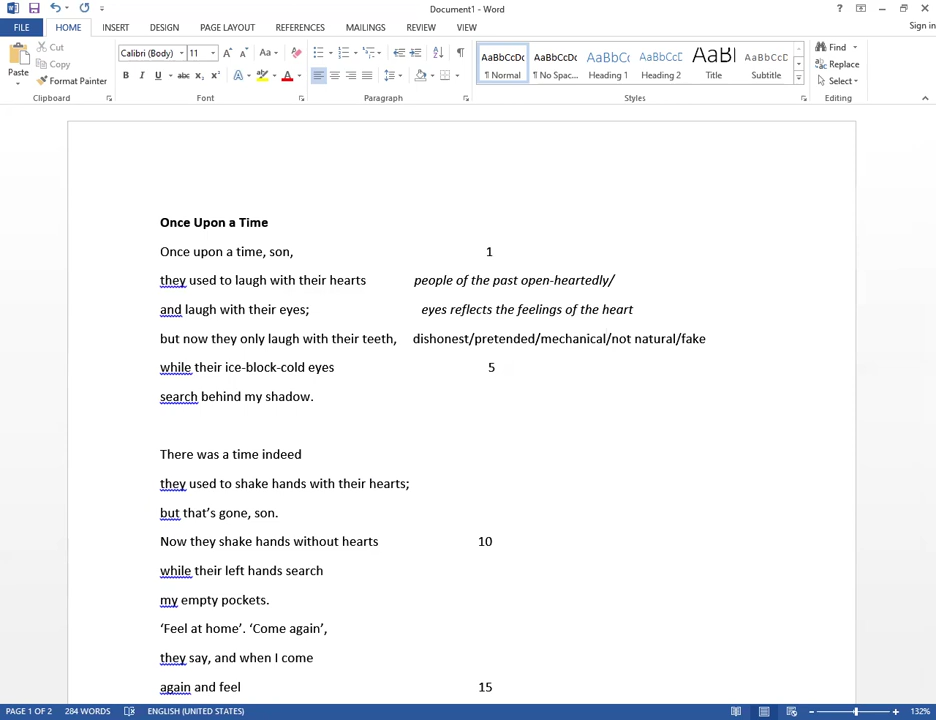 Document1 - Word
Sign in
FILE HOME INSERT DESIGN PAGE LAYOUT REFERENCES MAILINGS REVIEW VIEW
Paste
Cut
Copy
Format Painter
Clipboard
Calibri (Body) 11
Font
Paragraph
AaBbCcDc AaBbCcDc AaBbCc AaBbCcD AaBl AaBbCcD
¶ Normal ¶ No Spac... Heading 1 Heading 2 Title Subtitle
Styles
Find
Replace
Select
Editing
Once Upon a Time
Once upon a time, son, 1
they used to laugh with their hearts people of the past open-heartedly/
and laugh with their eyes; eyes reflects the feelings of the heart
but now they only laugh with their teeth, dishonest/pretended/mechanical/not natural/fake
while their ice-block-cold eyes 5
search behind my shadow.
There was a time indeed
they used to shake hands with their hearts;
but that’s gone, son.
Now they shake hands without hearts 10
while their left hands search
my empty pockets.
‘Feel at home’. ‘Come again’,
they say, and when I come
again and feel 15
PAGE 1 OF 2 284 WORDS ENGLISH (UNITED STATES) 132%